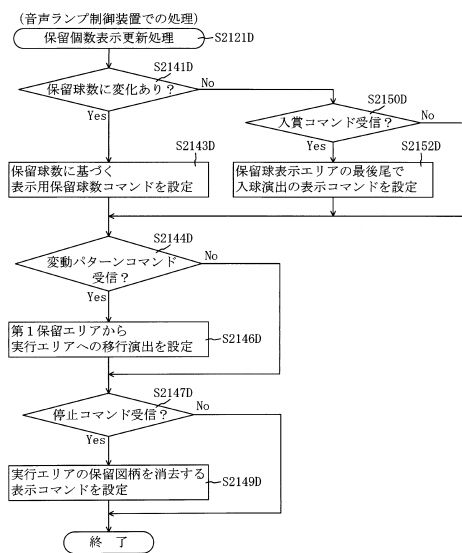 (音声ランプ制御装置での処理)
保留個数表示更新処理
S2121D
S2141D
保留球数に変化あり？
No
Yes
S2150D
入賞コマンド受信？
No
Yes
S2143D
保留球数に基づく
表示用保留球数コマンドを設定
S2152D
保留球表示エリアの最後尾で
入球演出の表示コマンドを設定
S2144D
変動パターンコマンド
受信？
No
Yes
第１保留エリアから
実行エリアへの移行演出を設定
S2146D
S2147D
停止コマンド受信？
No
Yes
実行エリアの保留図柄を消去する
表示コマンドを設定
S2149D
終 了